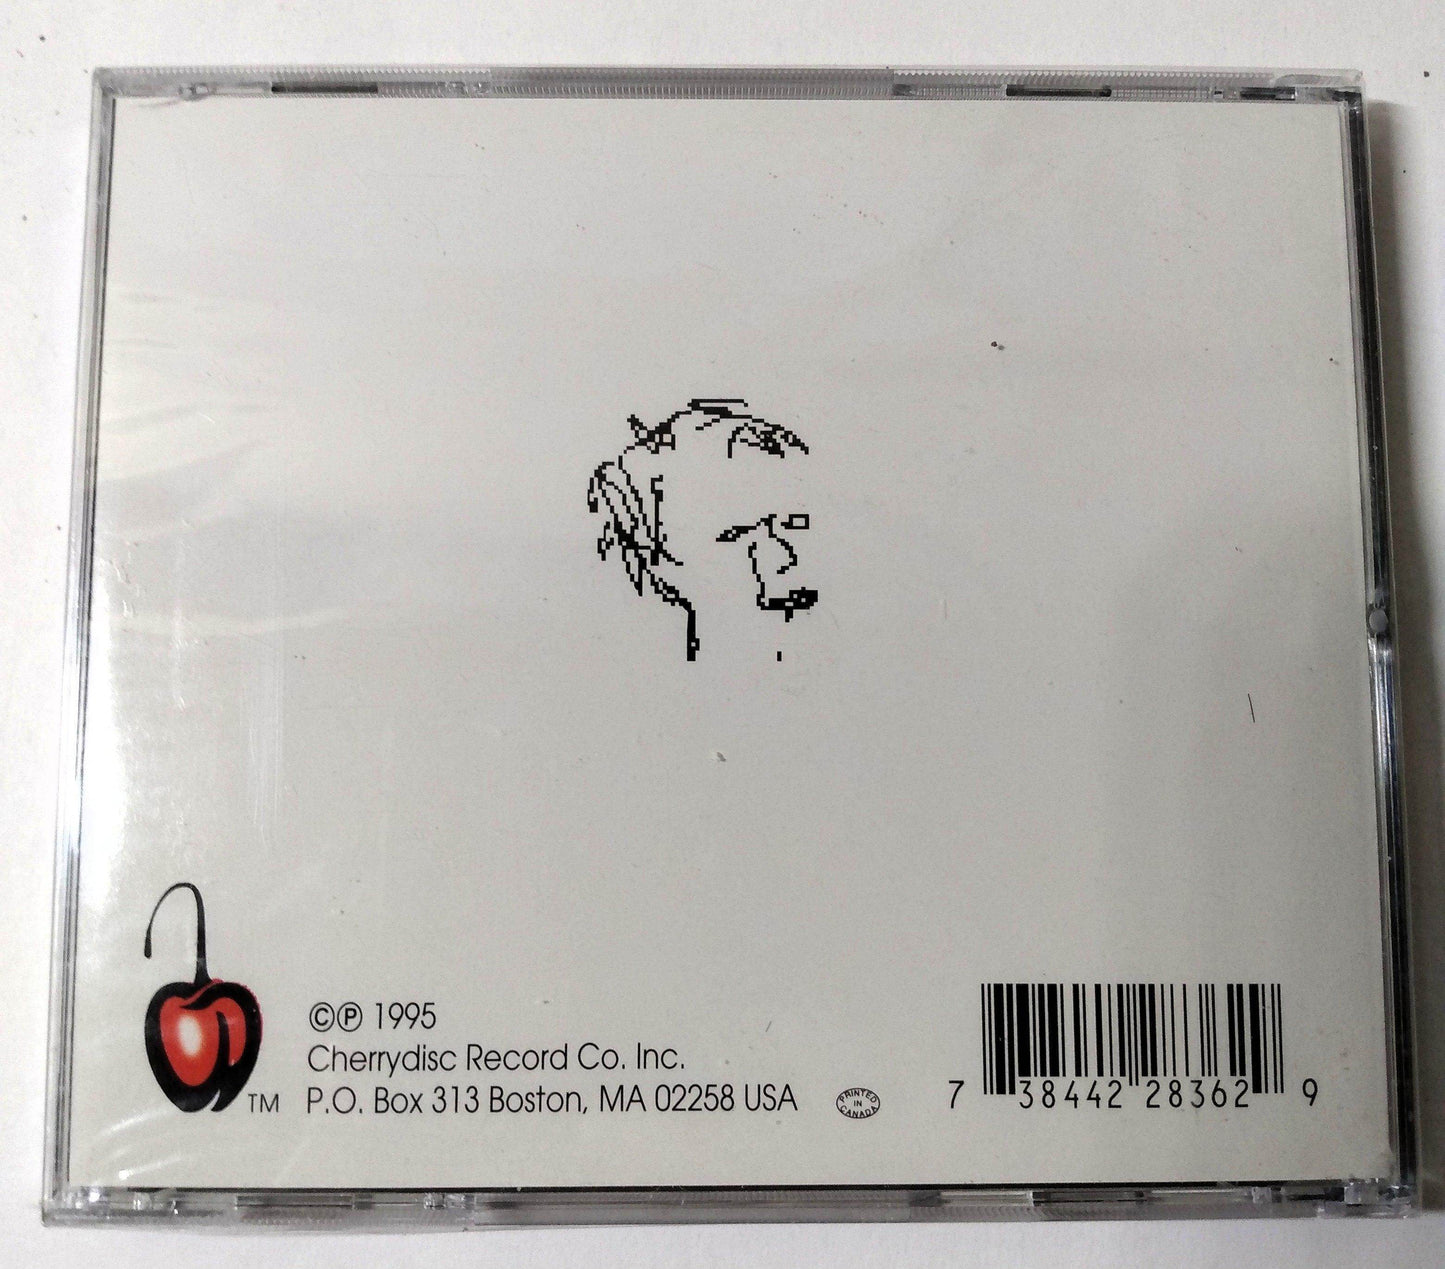 ©℗ 1995
Cherrydisc Record Co. Inc.
TM P.O. Box 313 Boston, MA 02258 USA
PRINTED
IN
CANADA
7 38442 28362 9